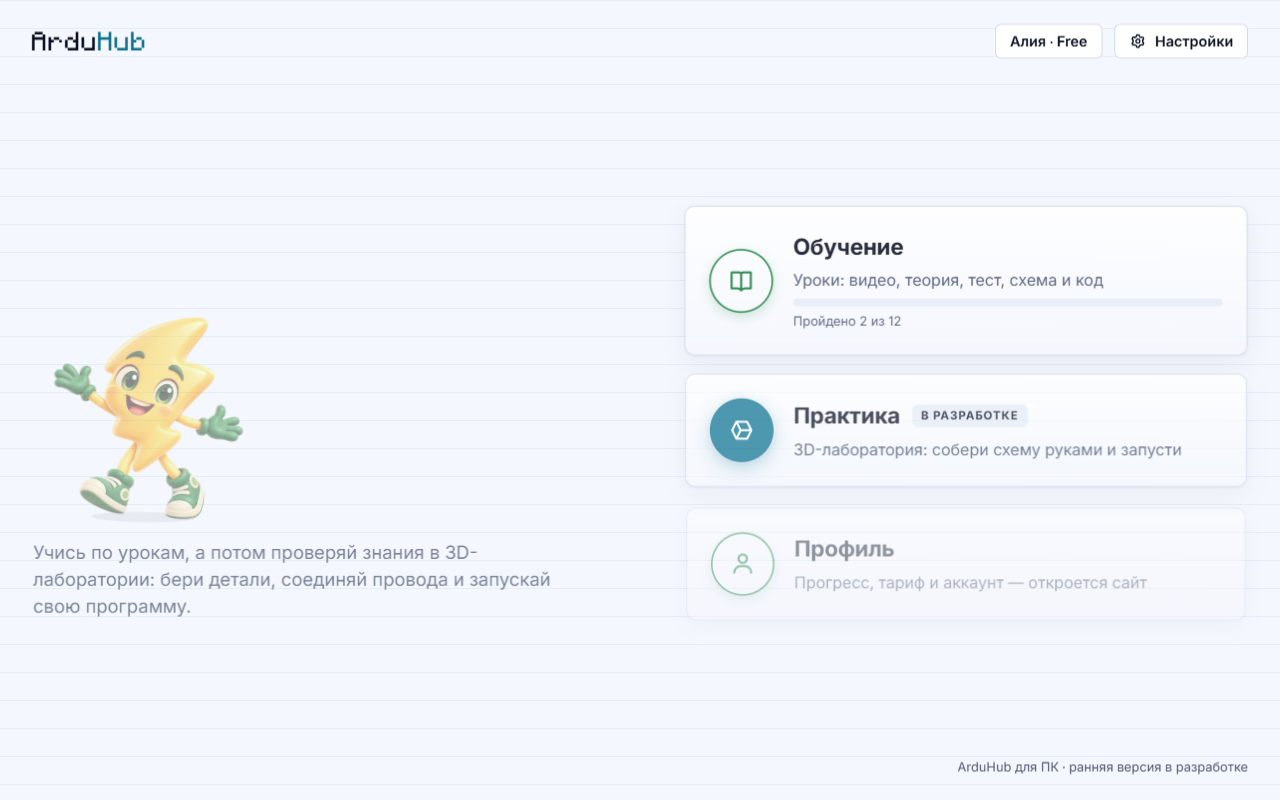 ArduHub
Алия · Free
Настройки
Обучение
Уроки: видео, теория, тест, схема и код
Пройдено 2 из 12
Практика
В РАЗРАБОТКЕ
3D-лаборатория: собери схему руками и запусти
Профиль
Прогресс, тариф и аккаунт — откроется сайт
Учись по урокам, а потом проверяй знания в 3D-
лаборатории: бери детали, соединяй провода и запускай
свою программу.
ArduHub для ПК · ранняя версия в разработке